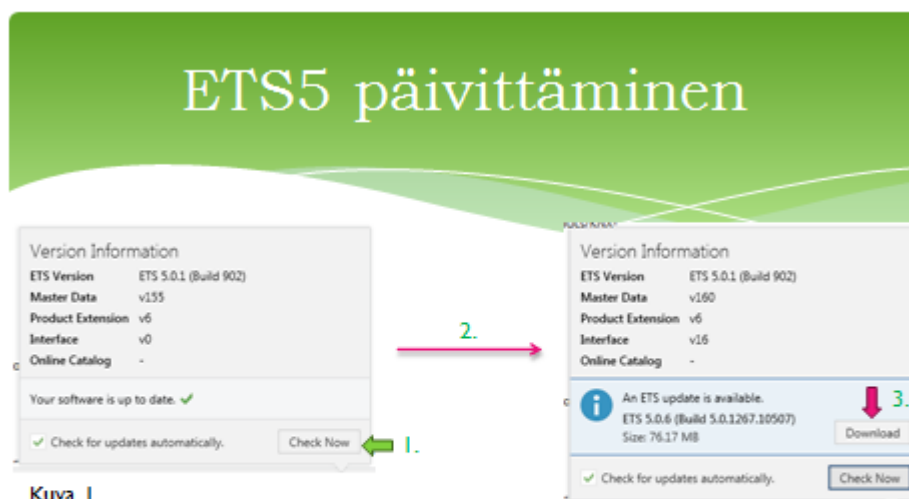 ETS5 päivittäminen
Version Information
ETS Version ETS 5.0.1 (Build 902)
Master Data v155
Product Extension v6
Interface v0
Online Catalog -
Your software is up to date.
Check for updates automatically. Check Now
1.
Kuva 1
2.
Version Information
ETS Version ETS 5.0.1 (Build 902)
Master Data v160
Product Extension v6
Interface v16
Online Catalog -
An ETS update is available.
ETS 5.0.6 (Build 5.0.1267.10507)
Size: 76.17 MB
3.
Download
Check for updates automatically. Check Now